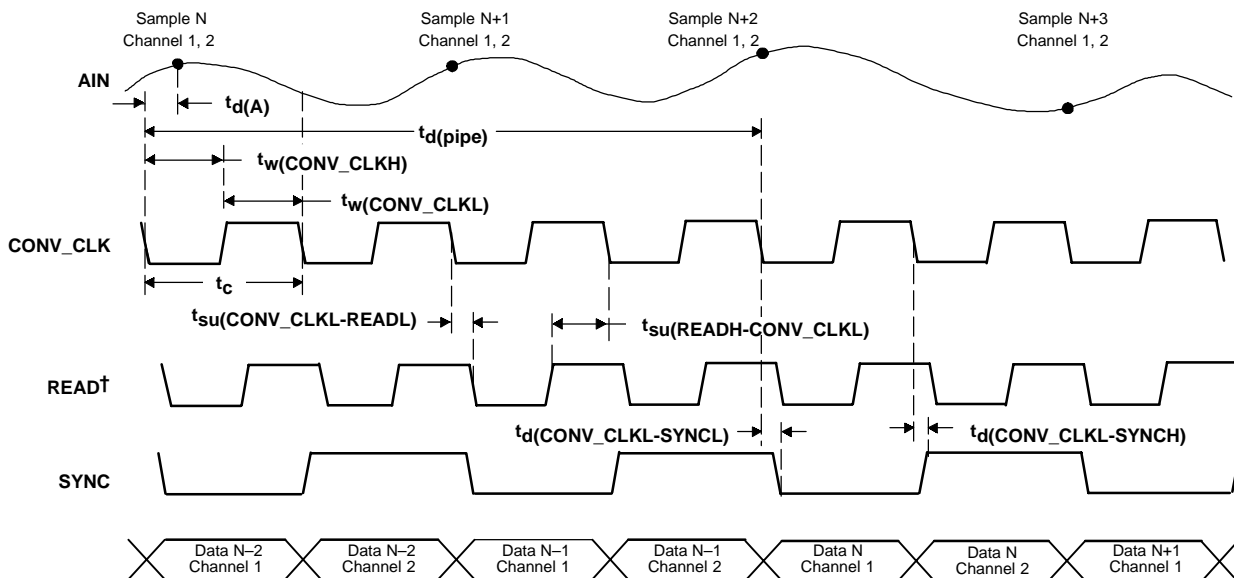 Sample N
Channel 1, 2
Sample N+1
Channel 1, 2
Sample N+2
Channel 1, 2
Sample N+3
Channel 1, 2
AIN
td(A)
td(pipe)
tw(CONV_CLKH)
tw(CONV_CLKL)
CONV_CLK
tc
tsu(CONV_CLKL-READL)
tsu(READH-CONV_CLKL)
READ†
td(CONV_CLKL-SYNCL)
td(CONV_CLKL-SYNCH)
SYNC
Data N–2
Channel 1
Data N–2
Channel 2
Data N–1
Channel 1
Data N–1
Channel 2
Data N
Channel 1
Data N
Channel 2
Data N+1
Channel 1